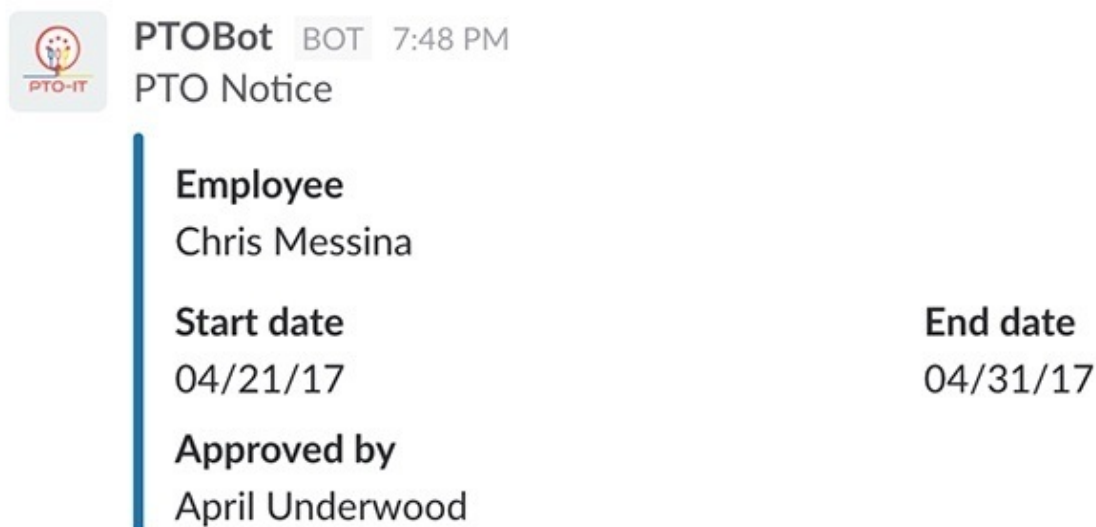 PTO-IT
PTOBot BOT 7:48 PM
PTO Notice
Employee
Chris Messina
Start date End date
04/21/17 04/31/17
Approved by
April Underwood